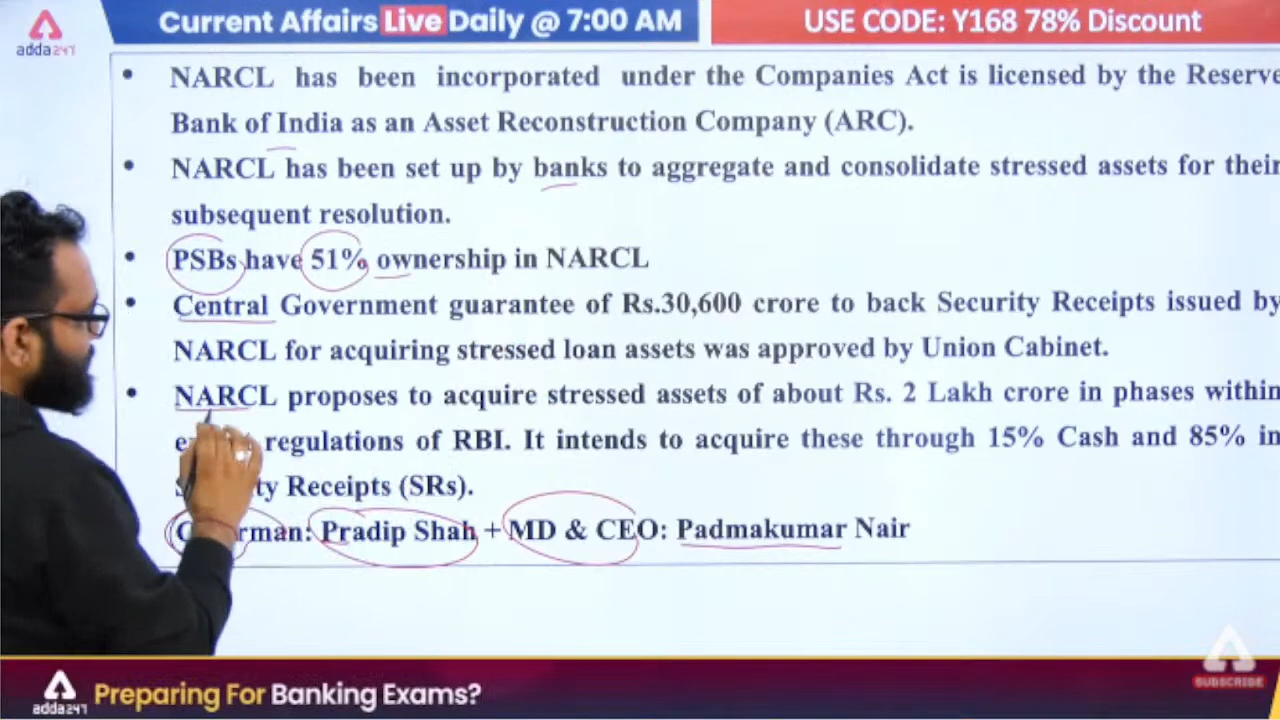 Current Affairs Live Daily @ 7:00 AM
USE CODE: Y168 78% Discount
adda247
• NARCL has been incorporated under the Companies Act is licensed by the Reserve
Bank of India as an Asset Reconstruction Company (ARC).
• NARCL has been set up by banks to aggregate and consolidate stressed assets for their
subsequent resolution.
• PSBs have 51% ownership in NARCL
• Central Government guarantee of Rs.30,600 crore to back Security Receipts issued by
NARCL for acquiring stressed loan assets was approved by Union Cabinet.
• NARCL proposes to acquire stressed assets of about Rs. 2 Lakh crore in phases within
regulations of RBI. It intends to acquire these through 15% Cash and 85% in
Receipts (SRs).
Pradip Shah + MD & CEO: Padmakumar Nair
SUBSCRIBE
adda247
Preparing For Banking Exams?